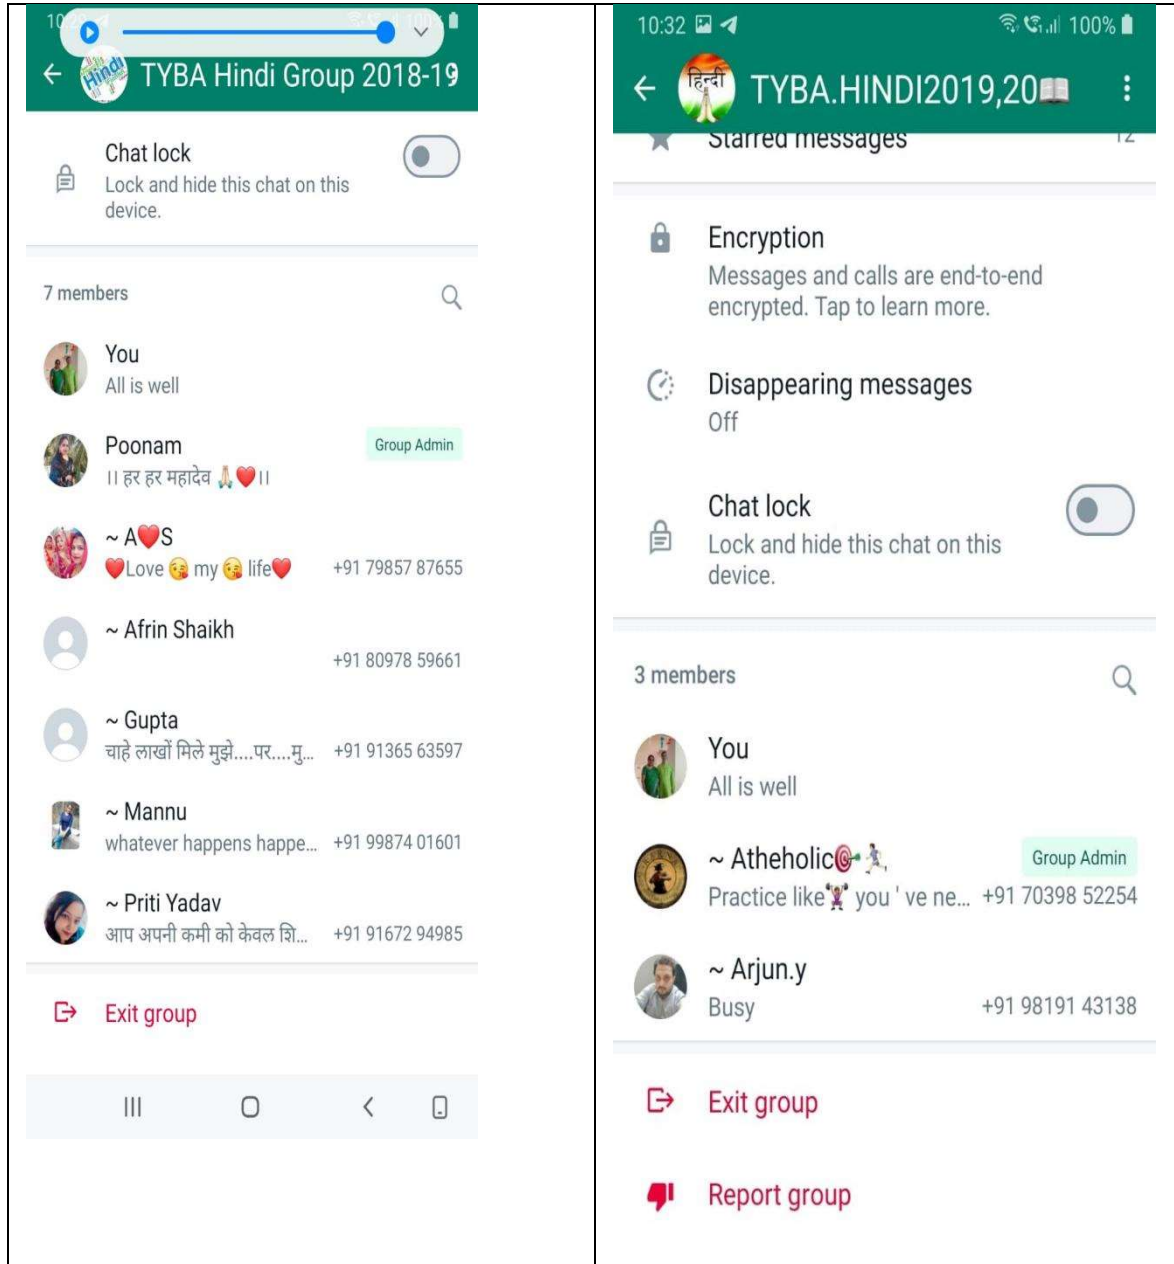 TYBA Hindi Group 2018-19
Hindi
Chat lock
Lock and hide this chat on this
device.
7 members
You
All is well
Poonam
Group Admin
।। हर हर महादेव 🙏🏻❤️।।
~ A❤️S
❤️Love 😘 my 😘 life❤️ +91 79857 87655
~ Afrin Shaikh
+91 80978 59661
~ Gupta
चाहे लाखों मिले मुझे....पर....मु... +91 91365 63597
~ Mannu
whatever happens happe... +91 99874 01601
~ Priti Yadav
आप अपनी कमी को केवल शि... +91 91672 94985
Exit group
10:32 100%
हिन्दी
TYBA.HINDI2019,20📖
Starred messages 12
Encryption
Messages and calls are end-to-end
encrypted. Tap to learn more.
Disappearing messages
Off
Chat lock
Lock and hide this chat on this
device.
3 members
You
All is well
~ Atheholic🎯🏃🏻‍♂️ Group Admin
Practice like🏋️ you ' ve ne... +91 70398 52254
~ Arjun.y
Busy +91 98191 43138
Exit group
Report group